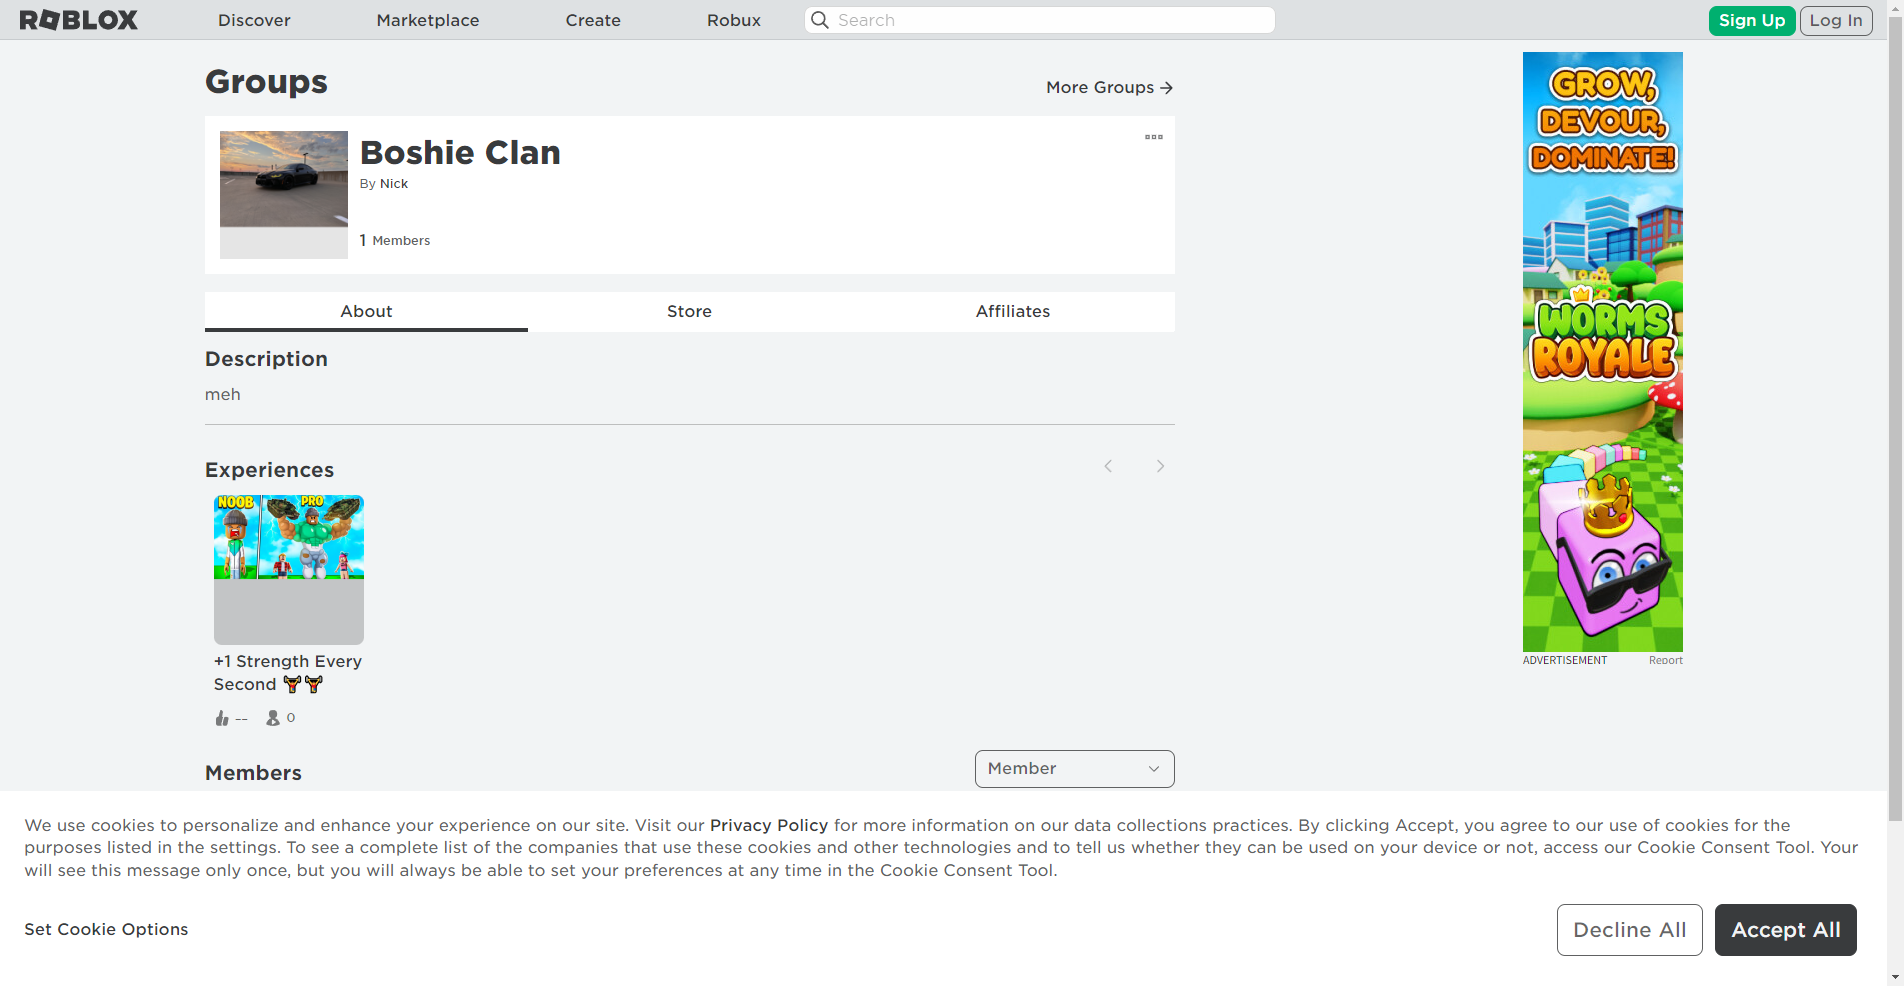 ROBLOX
Discover
Marketplace
Create
Robux
Search
Sign Up
Log In
Groups
More Groups →
Boshie Clan
By Nick
1 Members
About
Store
Affiliates
Description
meh
Experiences
NOOB
PRO
+1 Strength Every
Second
--
0
Members
Member
GROW,
DEVOUR,
DOMINATE!
WORMS
ROYALE
ADVERTISEMENT
Report
We use cookies to personalize and enhance your experience on our site. Visit our Privacy Policy for more information on our data collections practices. By clicking Accept, you agree to our use of cookies for the
purposes listed in the settings. To see a complete list of the companies that use these cookies and other technologies and to tell us whether they can be used on your device or not, access our Cookie Consent Tool. Your
will see this message only once, but you will always be able to set your preferences at any time in the Cookie Consent Tool.
Set Cookie Options
Decline All
Accept All